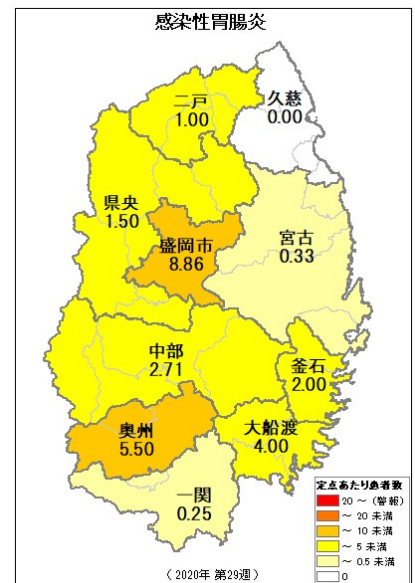 感染性胃腸炎
二戸
1.00
久慈
0.00
県央
1.50
盛岡市
8.86
宮古
0.33
中部
2.71
釜石
2.00
奥州
5.50
大船渡
4.00
一関
0.25
定点あたり患者数
20 ～ (警報)
～ 20 未満
～ 10 未満
～ 5 未満
～ 0.5 未満
0
（2020年 第29週）